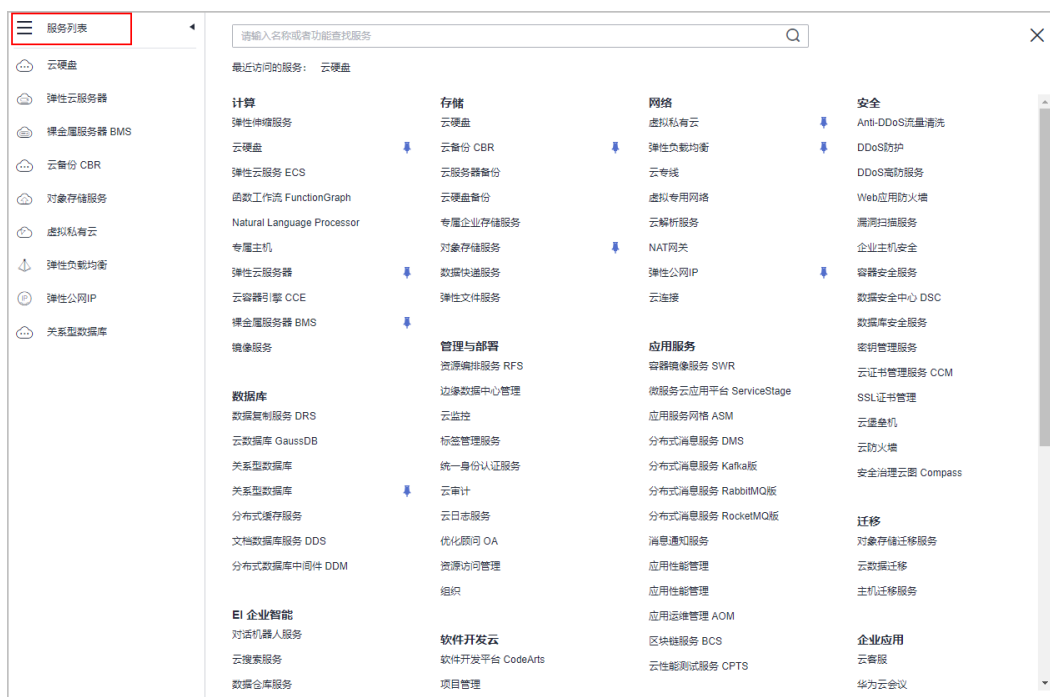 服务列表
云硬盘
弹性云服务器
裸金属服务器 BMS
云备份 CBR
对象存储服务
虚拟私有云
弹性负载均衡
弹性公网IP
关系型数据库
请输入名称或者功能查找服务
最近访问的服务： 云硬盘
计算
弹性伸缩服务
云硬盘
弹性云服务 ECS
函数工作流 FunctionGraph
Natural Language Processor
专属主机
弹性云服务器
云容器引擎 CCE
裸金属服务器 BMS
镜像服务
数据库
数据复制服务 DRS
云数据库 GaussDB
关系型数据库
关系型数据库
分布式缓存服务
文档数据库服务 DDS
分布式数据库中间件 DDM
EI 企业智能
对话机器人服务
云搜索服务
数据仓库服务
存储
云硬盘
云备份 CBR
云服务器备份
云硬盘备份
专属企业存储服务
对象存储服务
数据快递服务
弹性文件服务
管理与部署
资源编排服务 RFS
边缘数据中心管理
云监控
标签管理服务
统一身份认证服务
云审计
云日志服务
优化顾问 OA
资源访问管理
组织
软件开发云
软件开发平台 CodeArts
项目管理
网络
虚拟私有云
弹性负载均衡
云专线
虚拟专用网络
云解析服务
NAT网关
弹性公网IP
云连接
应用服务
容器镜像服务 SWR
微服务云应用平台 ServiceStage
应用服务网格 ASM
分布式消息服务 DMS
分布式消息服务 Kafka版
分布式消息服务 RabbitMQ版
分布式消息服务 RocketMQ版
消息通知服务
应用性能管理
应用性能管理
应用运维管理 AOM
区块链服务 BCS
云性能测试服务 CPTS
安全
Anti-DDoS流量清洗
DDoS防护
DDoS高防服务
Web应用防火墙
漏洞扫描服务
企业主机安全
容器安全服务
数据安全中心 DSC
数据库安全服务
密钥管理服务
云证书管理服务 CCM
SSL证书管理
云堡垒机
云防火墙
安全治理云图 Compass
迁移
对象存储迁移服务
云数据迁移
主机迁移服务
企业应用
云客服
华为云会议